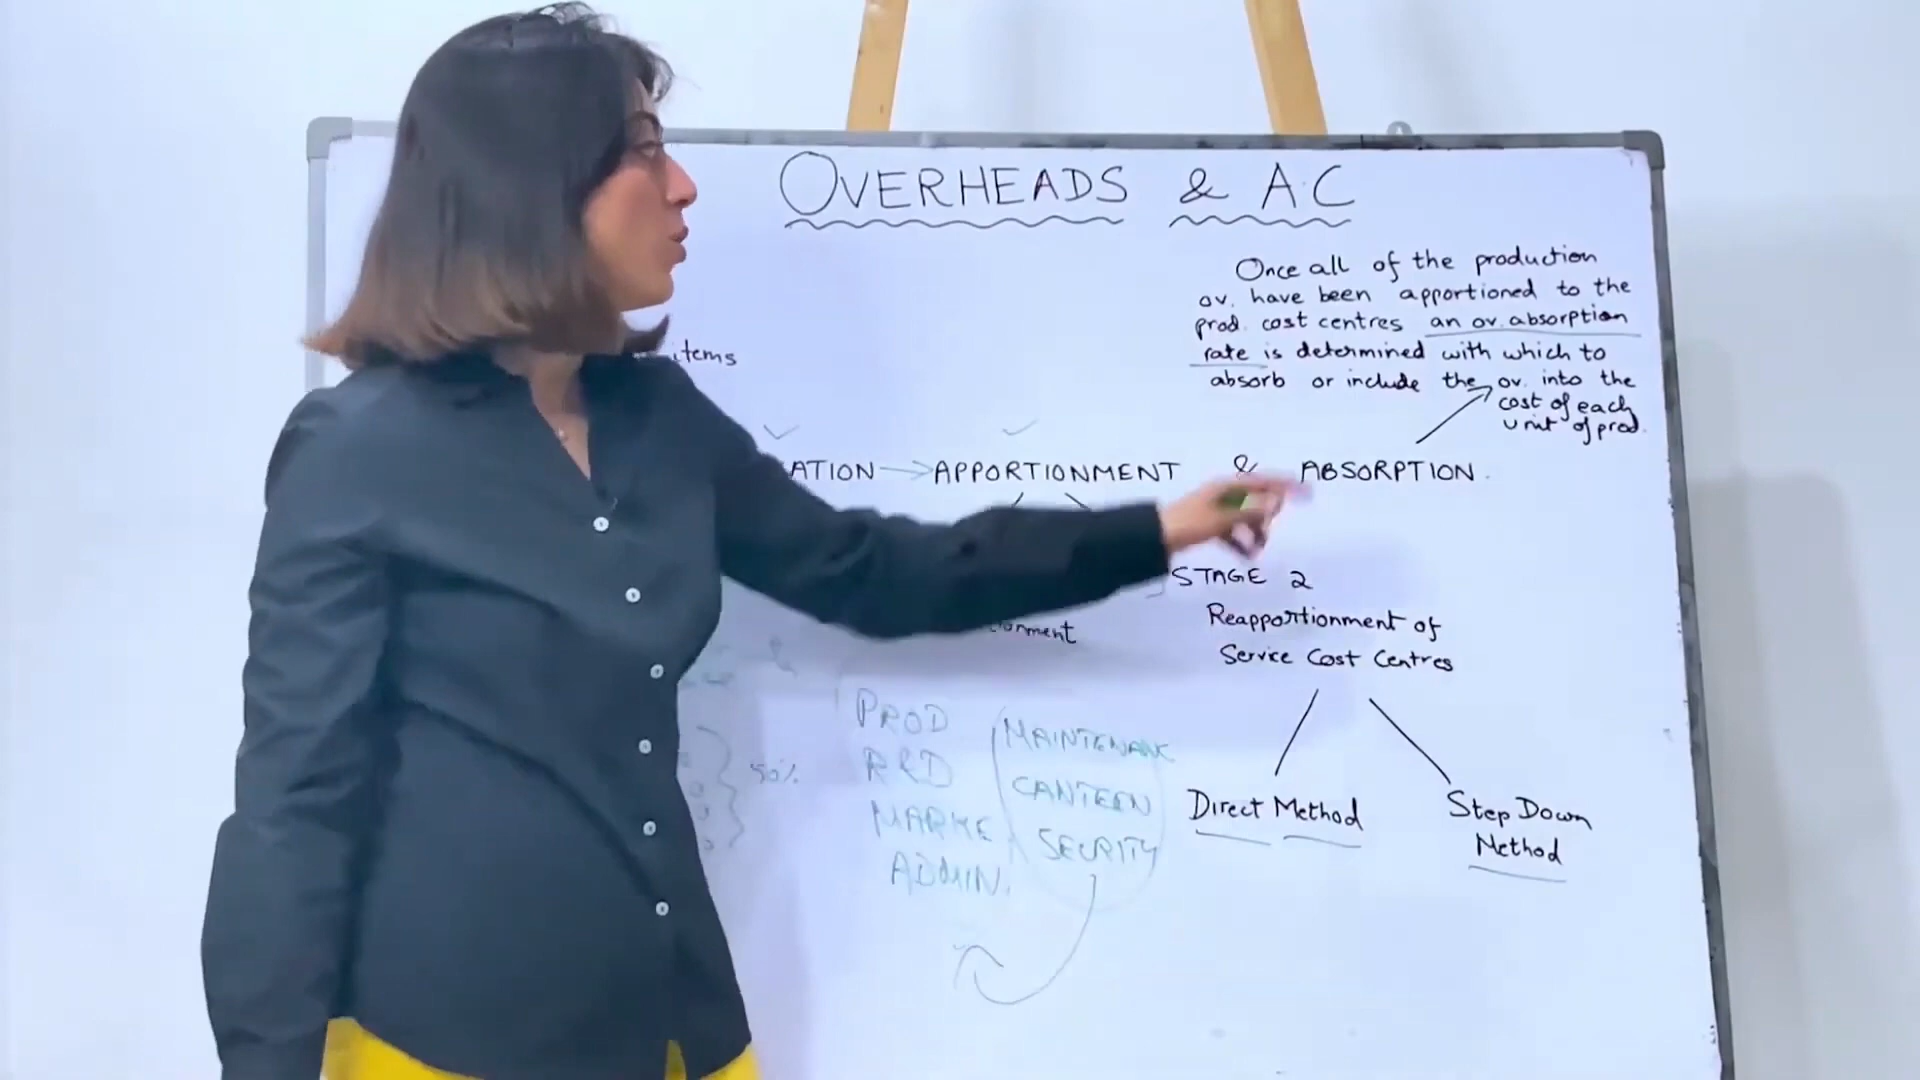 OVERHEADS & A.C
Once all of the production
ov. have been apportioned to the
prod. cost centres an ov. absorption
rate is determined with which to
absorb or include the ov. into the
cost of each
unit of prod.
items
ATION → APPORTIONMENT & ABSORPTION.
STAGE 2
Reapportionment of
onment
Service Cost Centres
PROD
R&D
MARKE
ADMIN.
MAINTENANC
CANTEEN
SECRITY
50%
Direct Method
Step Down
Method